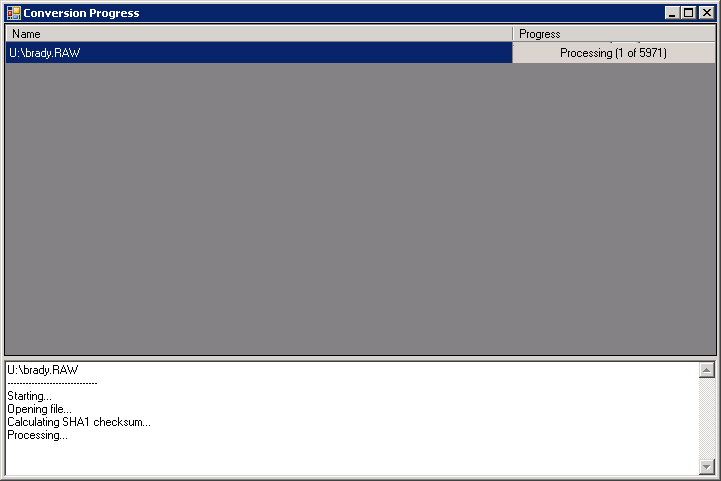 Conversion Progress
Name Progress
U:\brady.RAW Processing (1 of 5971)
U:\brady.RAW
------------------------------
Starting...
Opening file...
Calculating SHA1 checksum...
Processing...